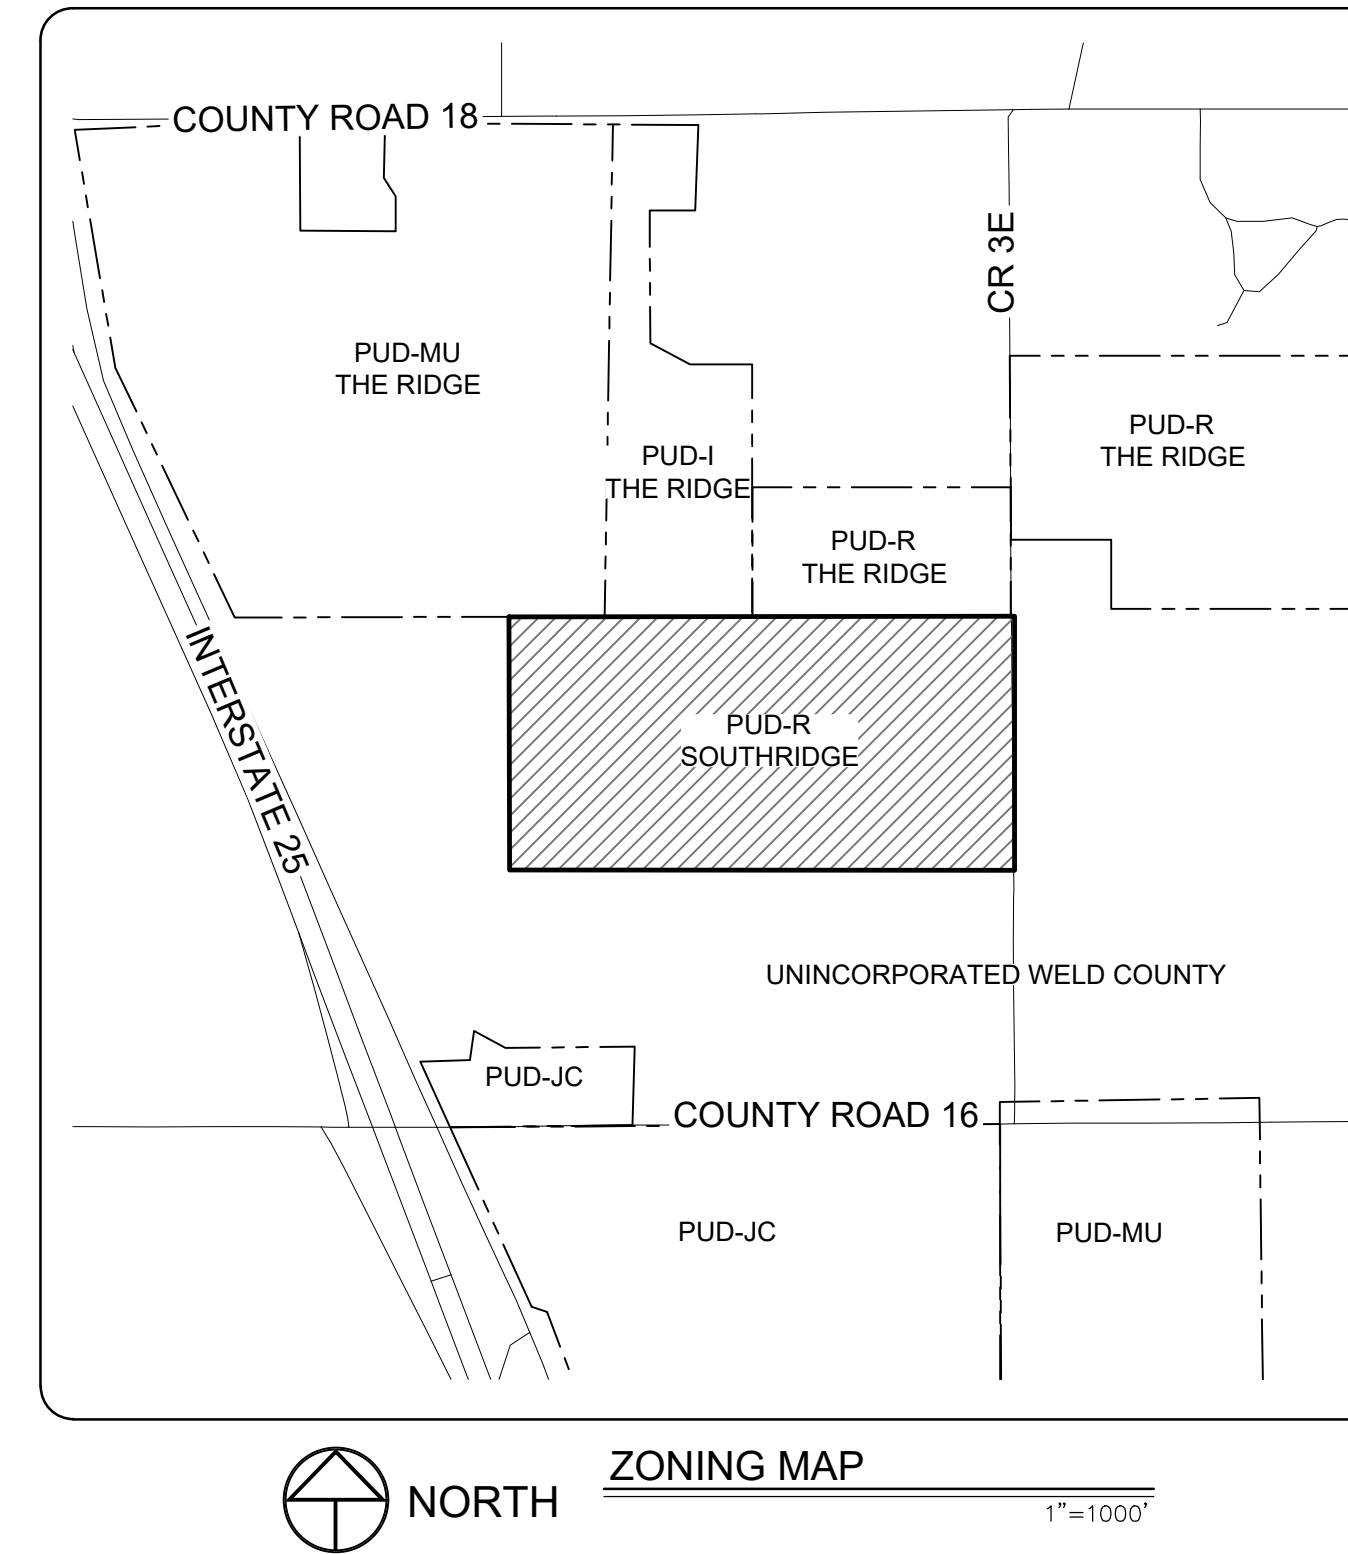 COUNTY ROAD 18
CR 3E
PUD-MU
THE RIDGE
PUD-R
THE RIDGE
PUD-I
THE RIDGE
PUD-R
THE RIDGE
INTERSTATE 25
PUD-R
SOUTHRIDGE
UNINCORPORATED WELD COUNTY
PUD-JC
COUNTY ROAD 16
PUD-JC
PUD-MU
NORTH
ZONING MAP
1"=1000'